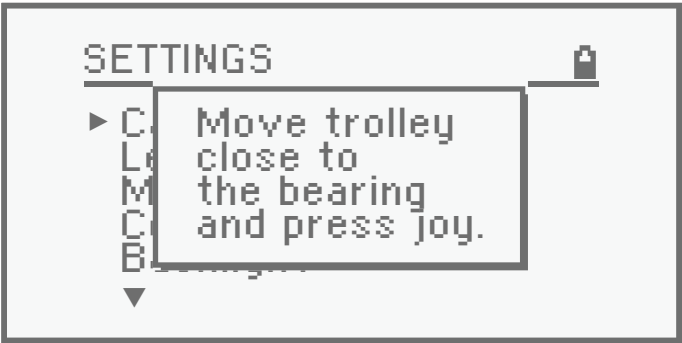 SETTINGS
Move trolley
close to
the bearing
and press joy.